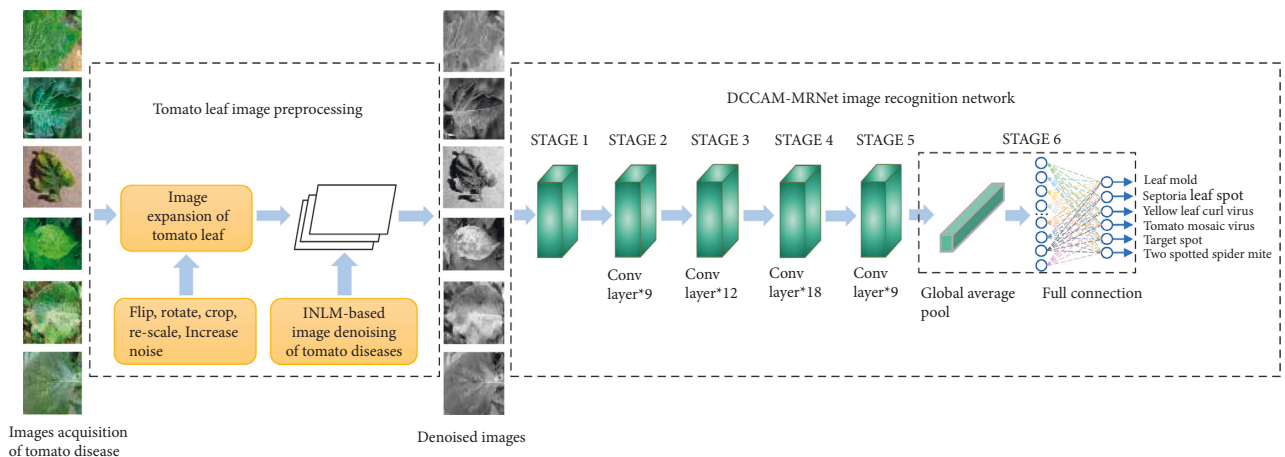 Tomato leaf image preprocessing
Image
expansion of
tomato leaf
Flip, rotate, crop,
re-scale, Increase
noise
INLM-based
image denoising
of tomato diseases
Images acquisition
of tomato disease
Denoised images
DCCAM-MRNet image recognition network
STAGE 1
STAGE 2
STAGE 3
STAGE 4
STAGE 5
STAGE 6
Conv
layer*9
Conv
layer*12
Conv
layer*18
Conv
layer*9
Global average
pool
Full connection
Leaf mold
Septoria leaf spot
Yellow leaf curl virus
Tomato mosaic virus
Target spot
Two spotted spider mite